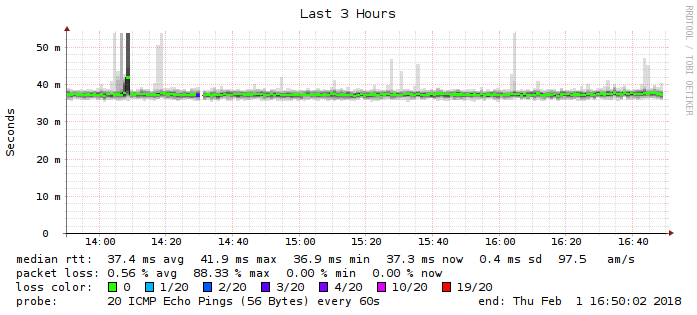 Last 3 Hours
RRDTOOL / TOBI OETIKER
Seconds
50 m
40 m
30 m
20 m
10 m
0
14:00 14:20 14:40 15:00 15:20 15:40 16:00 16:20 16:40
median rtt: 37.4 ms avg 41.9 ms max 36.9 ms min 37.3 ms now 0.4 ms sd 97.5 am/s
packet loss: 0.56 % avg 88.33 % max 0.00 % min 0.00 % now
loss color: 0 1/20 2/20 3/20 4/20 10/20 19/20
probe: 20 ICMP Echo Pings (56 Bytes) every 60s end: Thu Feb 1 16:50:02 2018